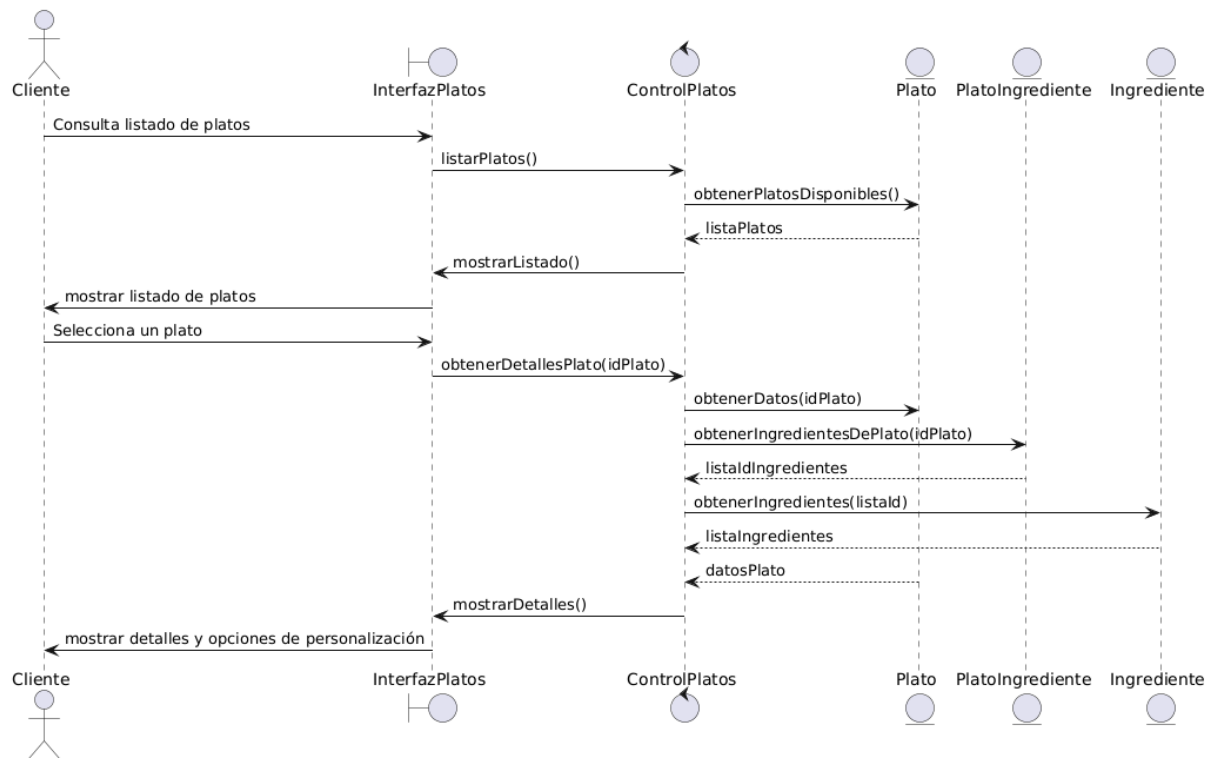 Cliente
InterfazPlatos
ControlPlatos
Plato
PlatoIngrediente
Ingrediente
Consulta listado de platos
listarPlatos()
obtenerPlatosDisponibles()
listaPlatos
mostrarListado()
mostrar listado de platos
Selecciona un plato
obtenerDetallesPlato(idPlato)
obtenerDatos(idPlato)
obtenerIngredientesDePlato(idPlato)
listaIdIngredientes
obtenerIngredientes(listaId)
listaIngredientes
datosPlato
mostrarDetalles()
mostrar detalles y opciones de personalización
Cliente
InterfazPlatos
ControlPlatos
Plato
PlatoIngrediente
Ingrediente